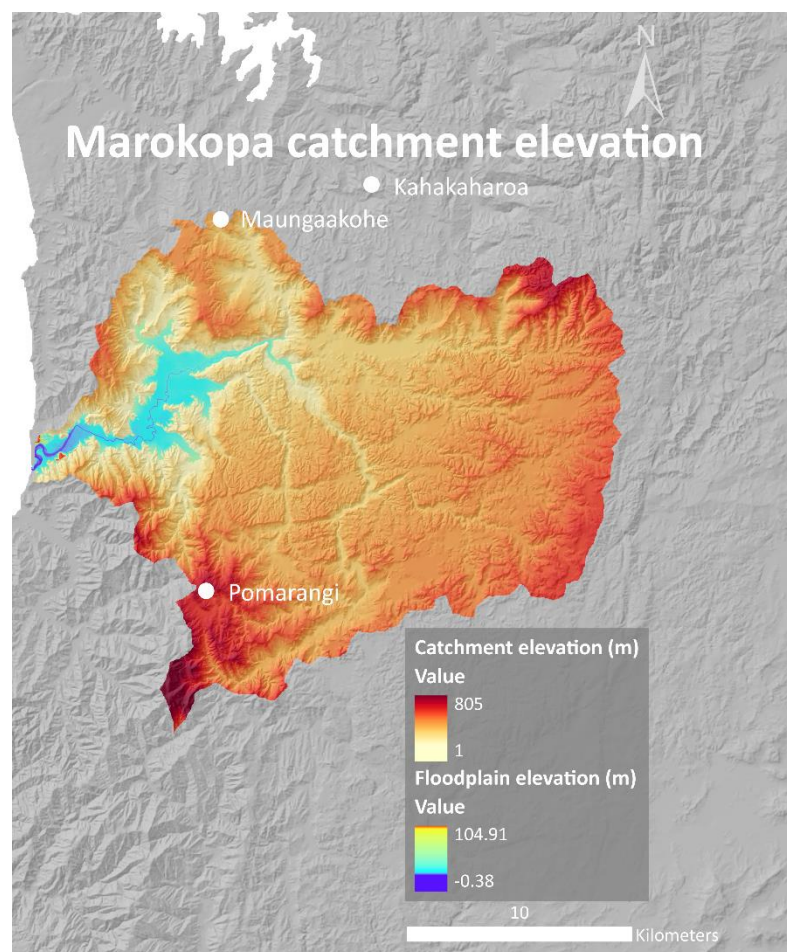 N
Marokopa catchment elevation
Kahakaharoa
Maungaakohe
Pomarangi
Catchment elevation (m)
Value
805
1
Floodplain elevation (m)
Value
104.91
-0.38
10
Kilometers